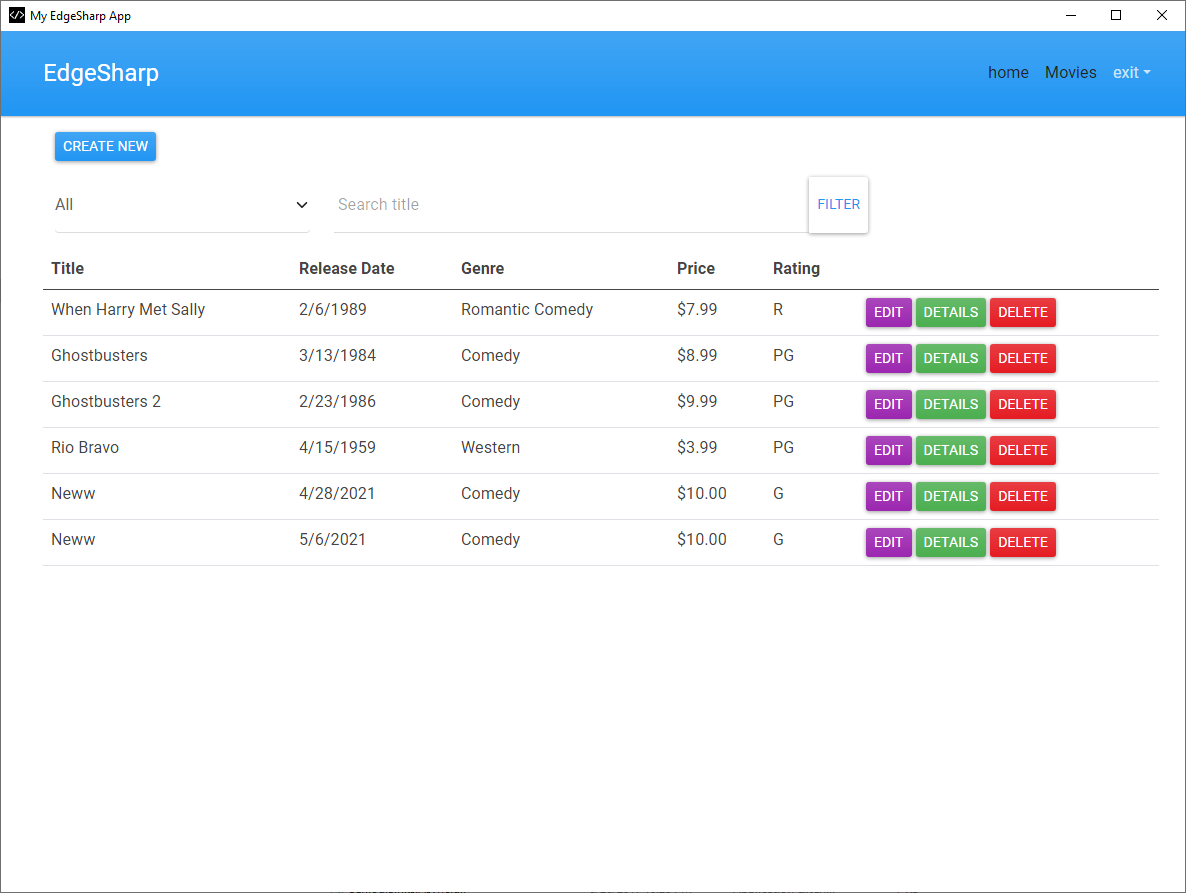 My EdgeSharp App
EdgeSharp home Movies exit
CREATE NEW
All Search title FILTER
Title Release Date Genre Price Rating
When Harry Met Sally 2/6/1989 Romantic Comedy $7.99 R EDIT DETAILS DELETE
Ghostbusters 3/13/1984 Comedy $8.99 PG EDIT DETAILS DELETE
Ghostbusters 2 2/23/1986 Comedy $9.99 PG EDIT DETAILS DELETE
Rio Bravo 4/15/1959 Western $3.99 PG EDIT DETAILS DELETE
Neww 4/28/2021 Comedy $10.00 G EDIT DETAILS DELETE
Neww 5/6/2021 Comedy $10.00 G EDIT DETAILS DELETE